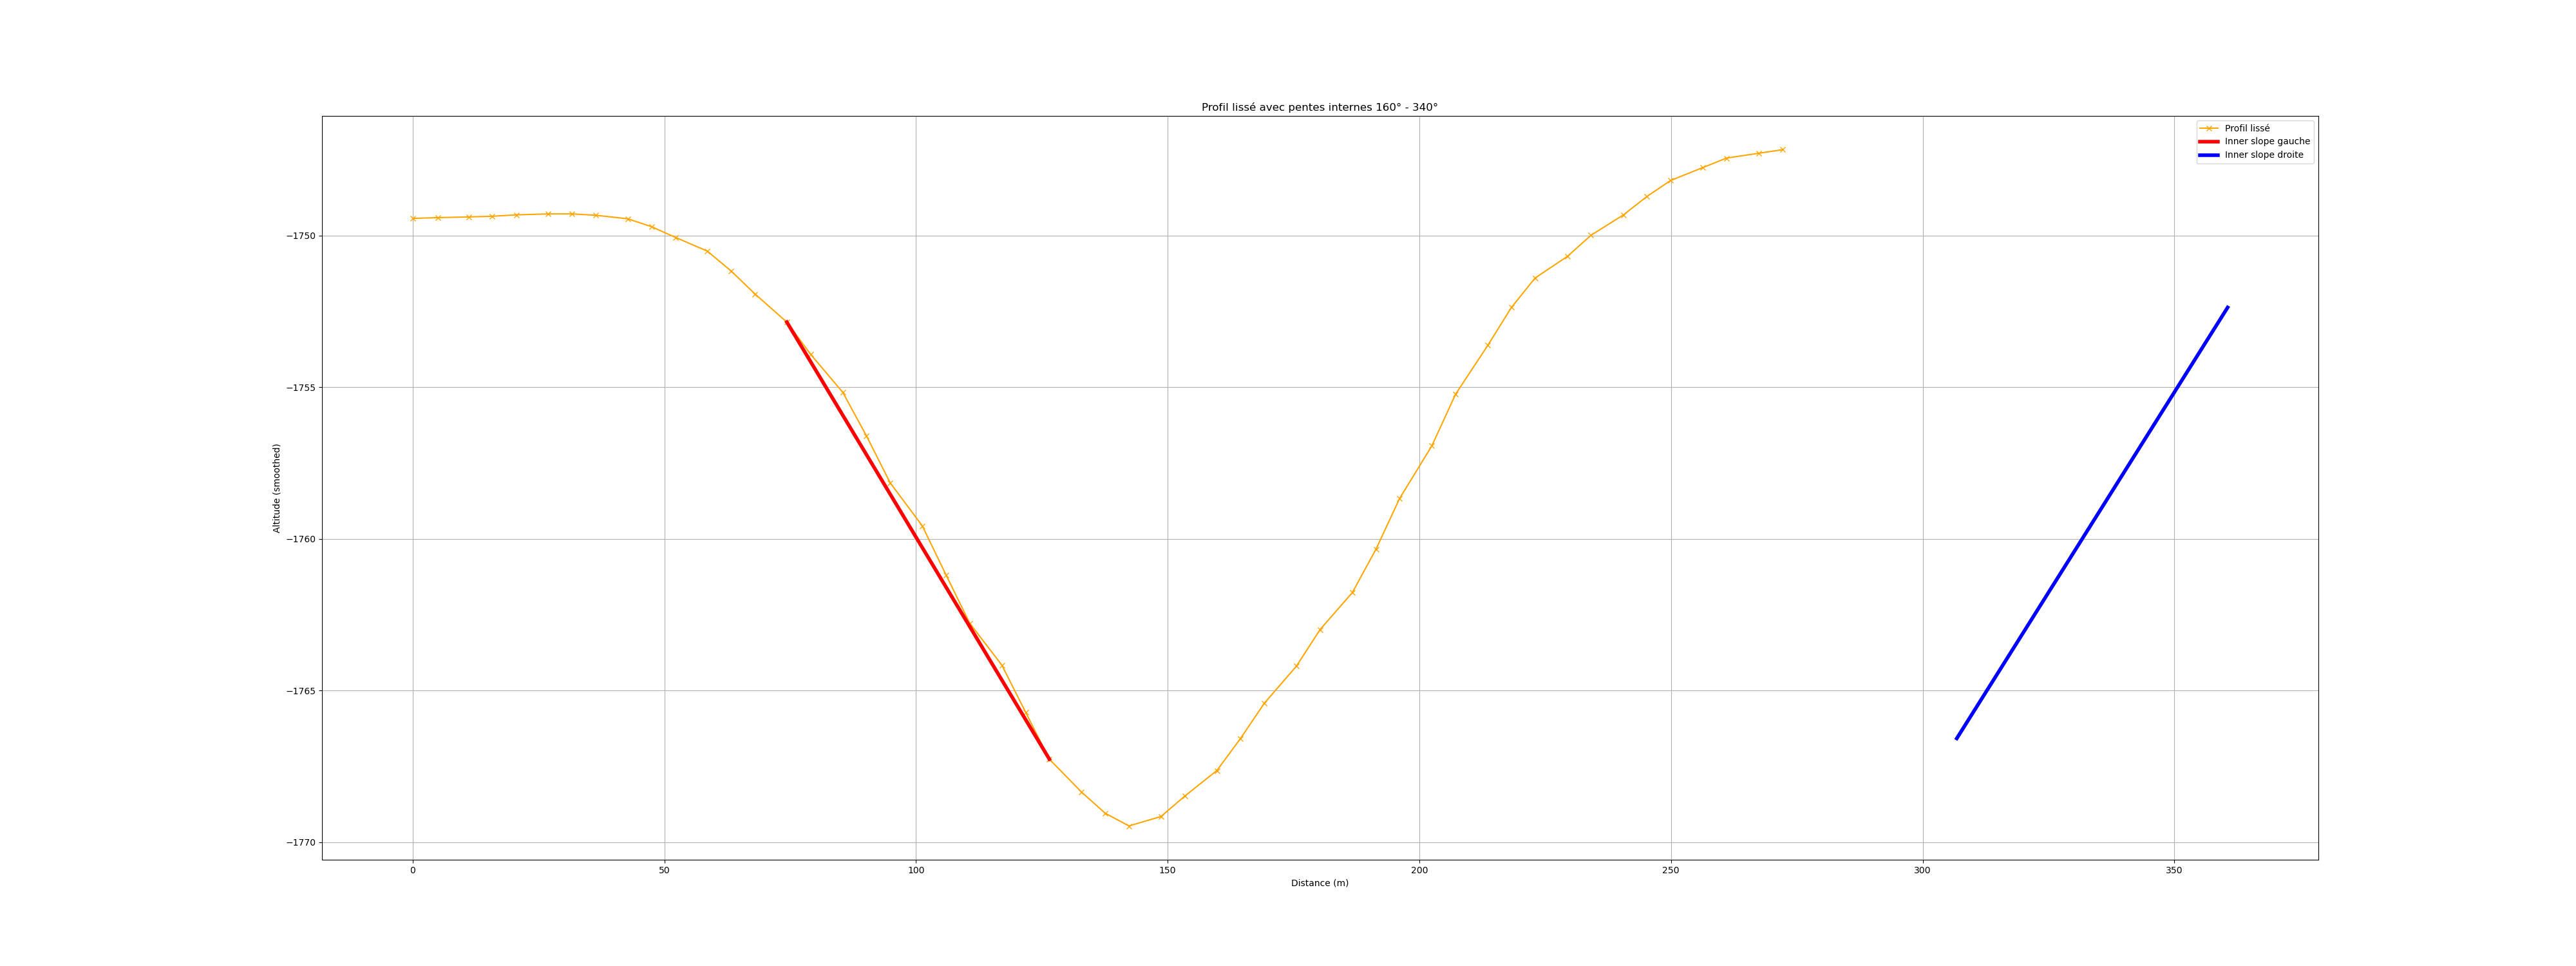 Profil lissé avec pentes internes 160° - 340°
Profil lissé
Inner slope gauche
Inner slope droite
Altitude (smoothed)
−1750
−1755
−1760
−1765
−1770
0 50 100 150 200 250 300 350
Distance (m)